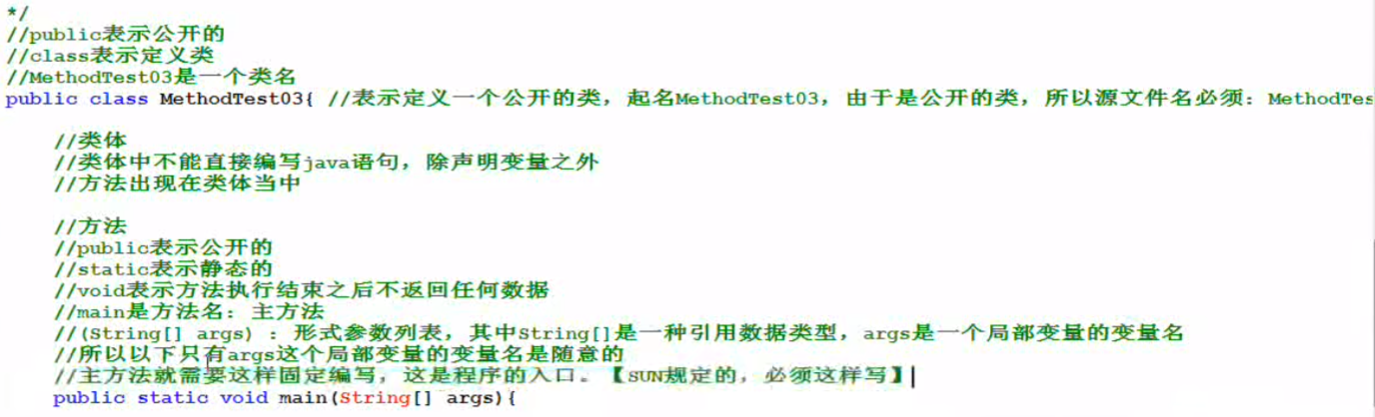 */
//public表示公开的
//class表示定义类
//MethodTest03是一个类名
public class MethodTest03{ //表示定义一个公开的类，起名MethodTest03，由于是公开的类，所以源文件名必须：MethodTes
//类体
//类体中不能直接编写java语句，除声明变量之外
//方法出现在类体当中
//方法
//public表示公开的
//static表示静态的
//void表示方法执行结束之后不返回任何数据
//main是方法名：主方法
//(String[] args) : 形式参数列表，其中String[]是一种引用数据类型，args是一个局部变量的变量名
//所以以下只有args这个局部变量的变量名是随意的
//主方法就需要这样固定编写，这是程序的入口。【SUN规定的，必须这样写】
public static void main(String[] args){